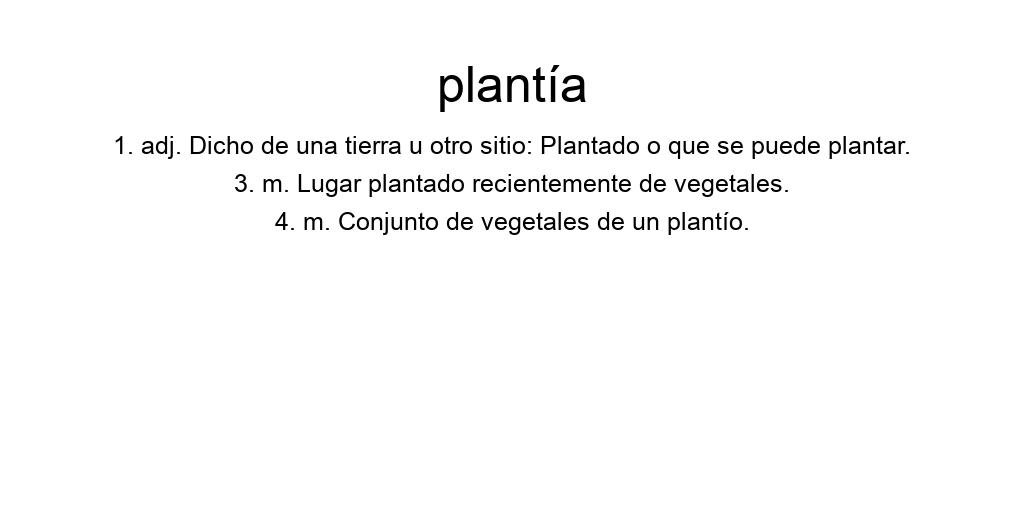 plantía
1. adj. Dicho de una tierra u otro sitio: Plantado o que se puede plantar.
3. m. Lugar plantado recientemente de vegetales.
4. m. Conjunto de vegetales de un plantío.